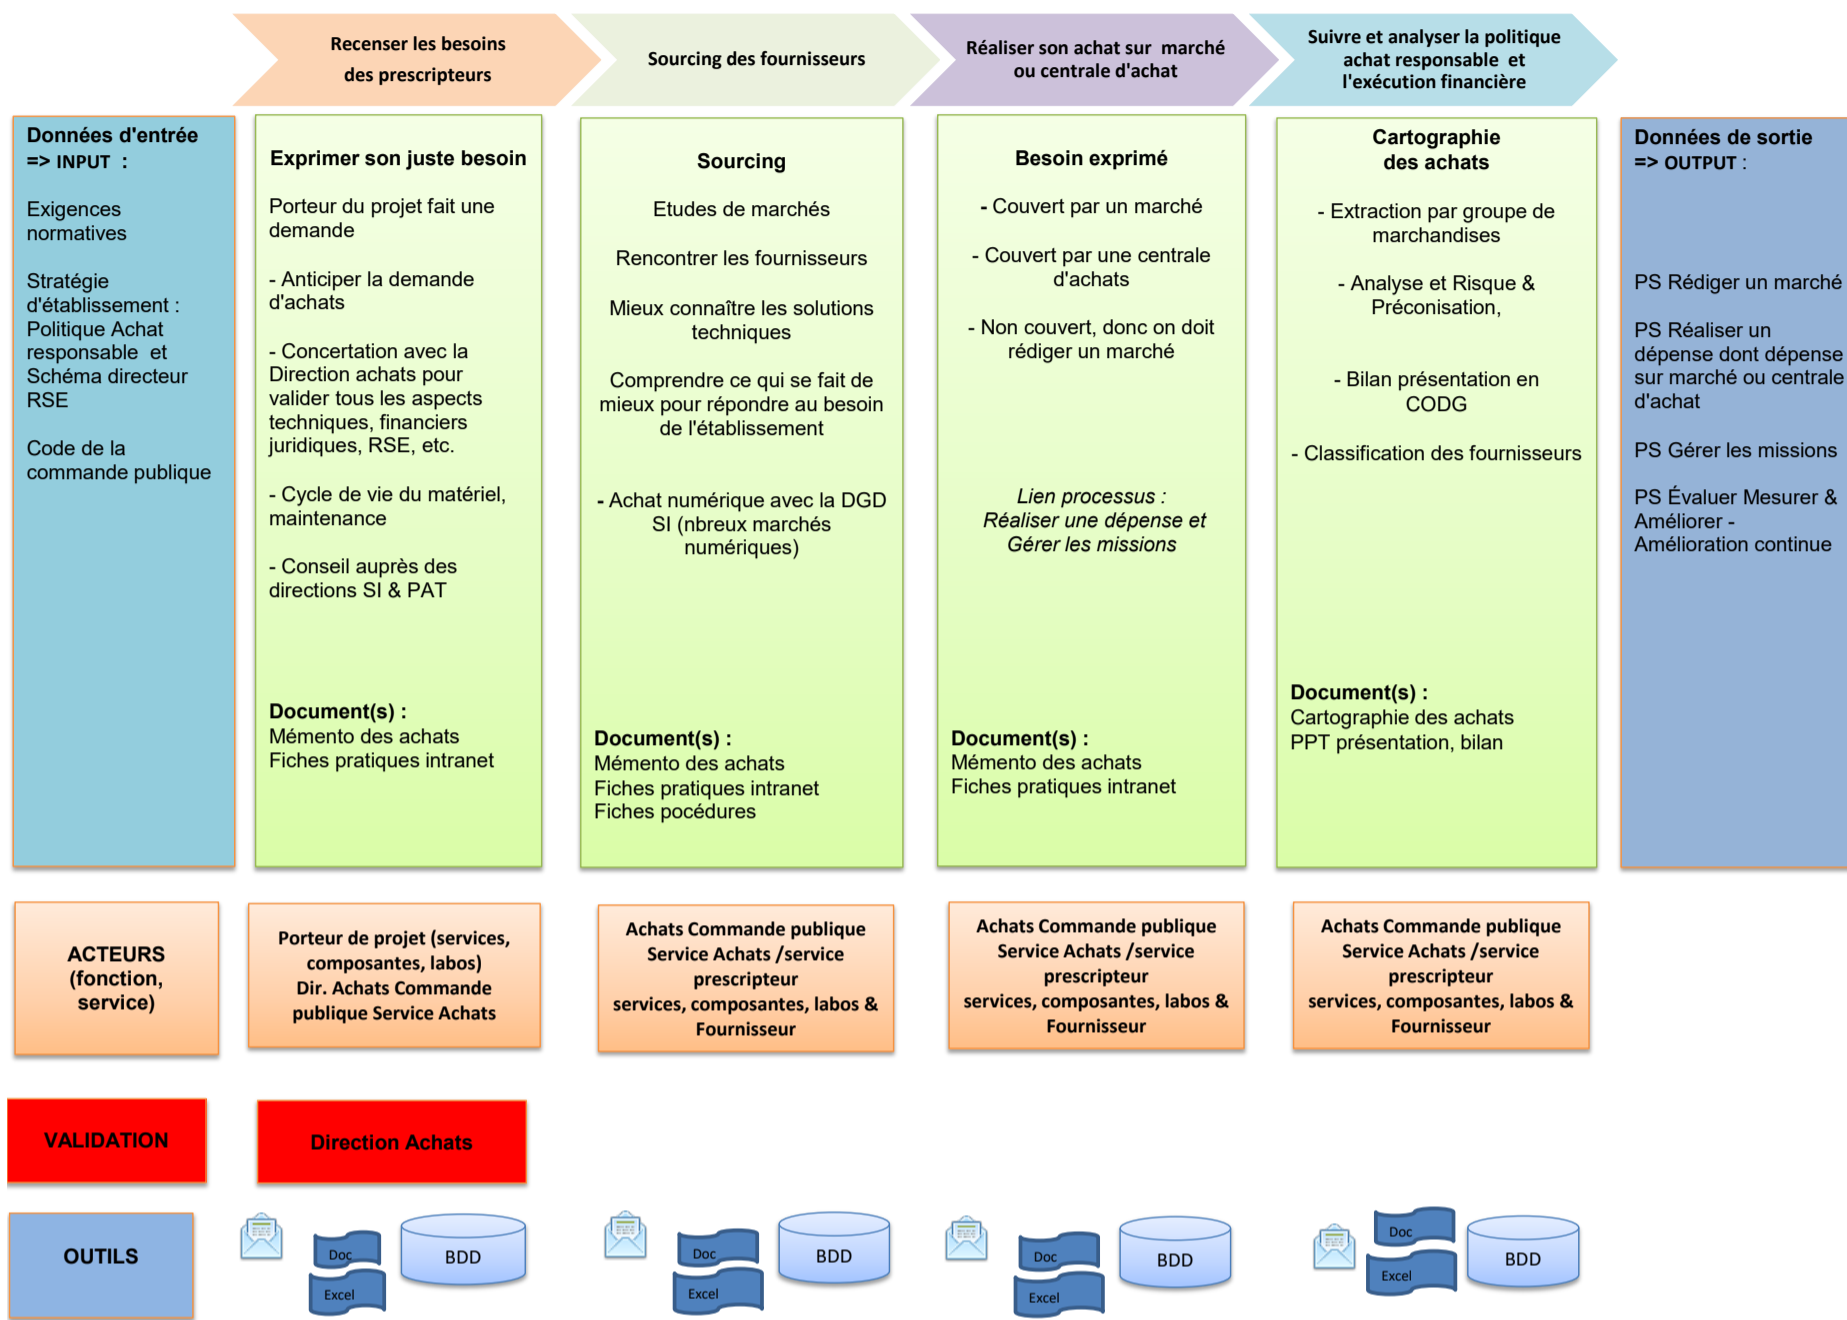 Recenser les besoins
des prescripteurs
Sourcing des fournisseurs
Réaliser son achat sur marché
ou centrale d'achat
Suivre et analyser la politique
achat responsable et
l'exécution financière
Données d'entrée
=> INPUT :
Exigences
normatives
Stratégie
d'établissement :
Politique Achat
responsable et
Schéma directeur
RSE
Code de la
commande publique
Exprimer son juste besoin
Porteur du projet fait une
demande
- Anticiper la demande
d'achats
- Concertation avec la
Direction achats pour
valider tous les aspects
techniques, financiers
juridiques, RSE, etc.
- Cycle de vie du matériel,
maintenance
- Conseil auprès des
directions SI & PAT
Document(s) :
Mémento des achats
Fiches pratiques intranet
Sourcing
Etudes de marchés
Rencontrer les fournisseurs
Mieux connaître les solutions
techniques
Comprendre ce qui se fait de
mieux pour répondre au besoin
de l'établissement
- Achat numérique avec la DGD
SI (nbreux marchés
numériques)
Document(s) :
Mémento des achats
Fiches pratiques intranet
Fiches pocédures
Besoin exprimé
- Couvert par un marché
- Couvert par une centrale
d'achats
- Non couvert, donc on doit
rédiger un marché
Lien processus :
Réaliser une dépense et
Gérer les missions
Document(s) :
Mémento des achats
Fiches pratiques intranet
Cartographie
des achats
- Extraction par groupe de
marchandises
- Analyse et Risque &
Préconisation,
- Bilan présentation en
CODG
- Classification des fournisseurs
Document(s) :
Cartographie des achats
PPT présentation, bilan
Données de sortie
=> OUTPUT :
PS Rédiger un marché
PS Réaliser un
dépense dont dépense
sur marché ou centrale
d'achat
PS Gérer les missions
PS Évaluer Mesurer &
Améliorer -
Amélioration continue
ACTEURS
(fonction,
service)
Porteur de projet (services,
composantes, labos)
Dir. Achats Commande
publique Service Achats
Achats Commande publique
Service Achats /service
prescripteur
services, composantes, labos &
Fournisseur
Achats Commande publique
Service Achats /service
prescripteur
services, composantes, labos &
Fournisseur
Achats Commande publique
Service Achats /service
prescripteur
services, composantes, labos &
Fournisseur
VALIDATION
Direction Achats
OUTILS
Doc
Excel
BDD
Doc
Excel
BDD
Doc
Excel
BDD
Doc
Excel
BDD